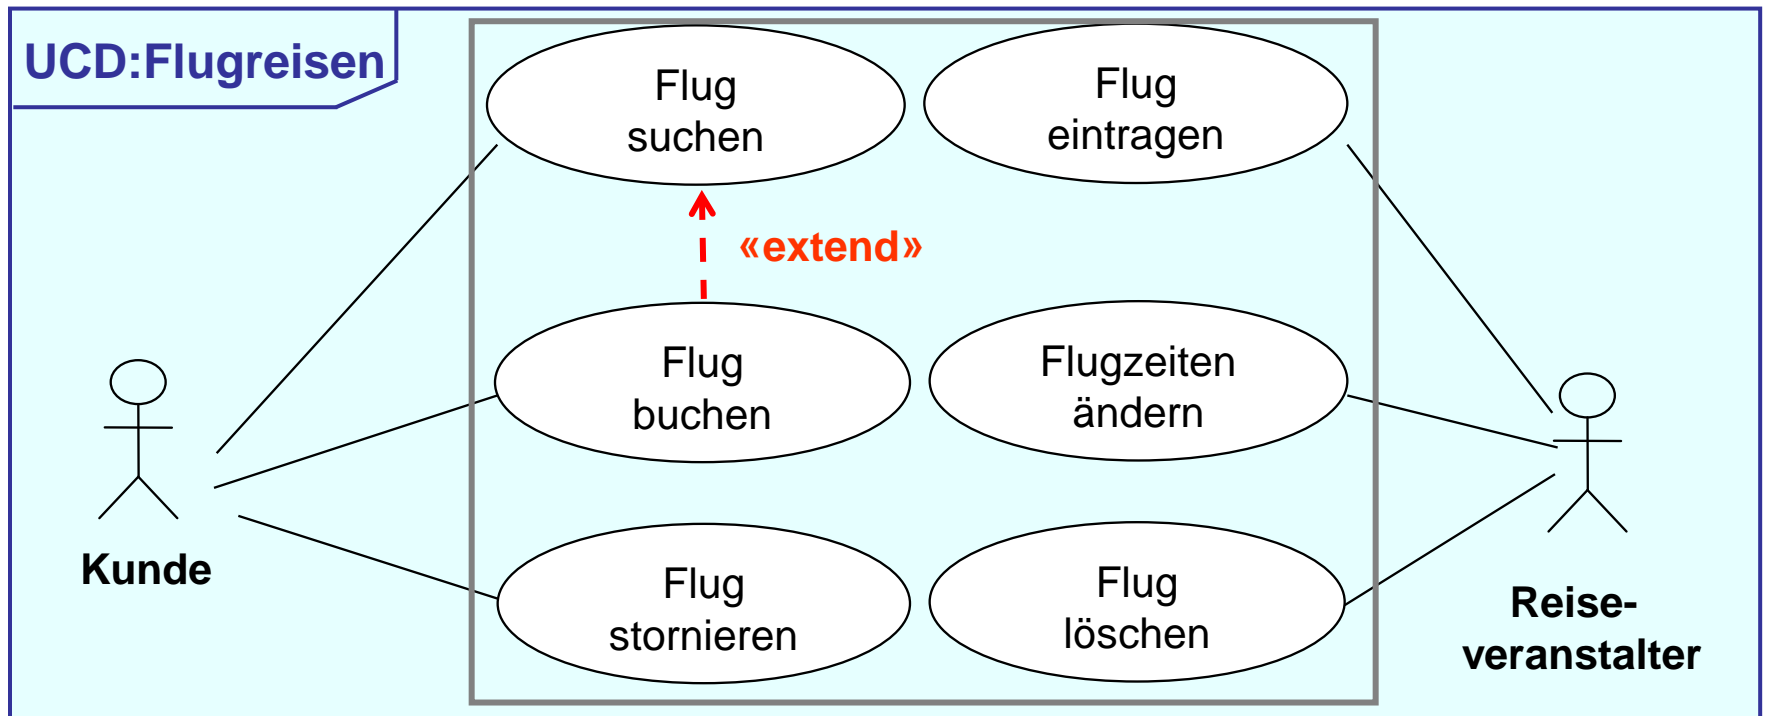 UCD:Flugreisen
Flug
suchen
Flug
eintragen
«extend»
Flug
buchen
Flugzeiten
ändern
Kunde
Flug
stornieren
Flug
löschen
Reise-
veranstalter